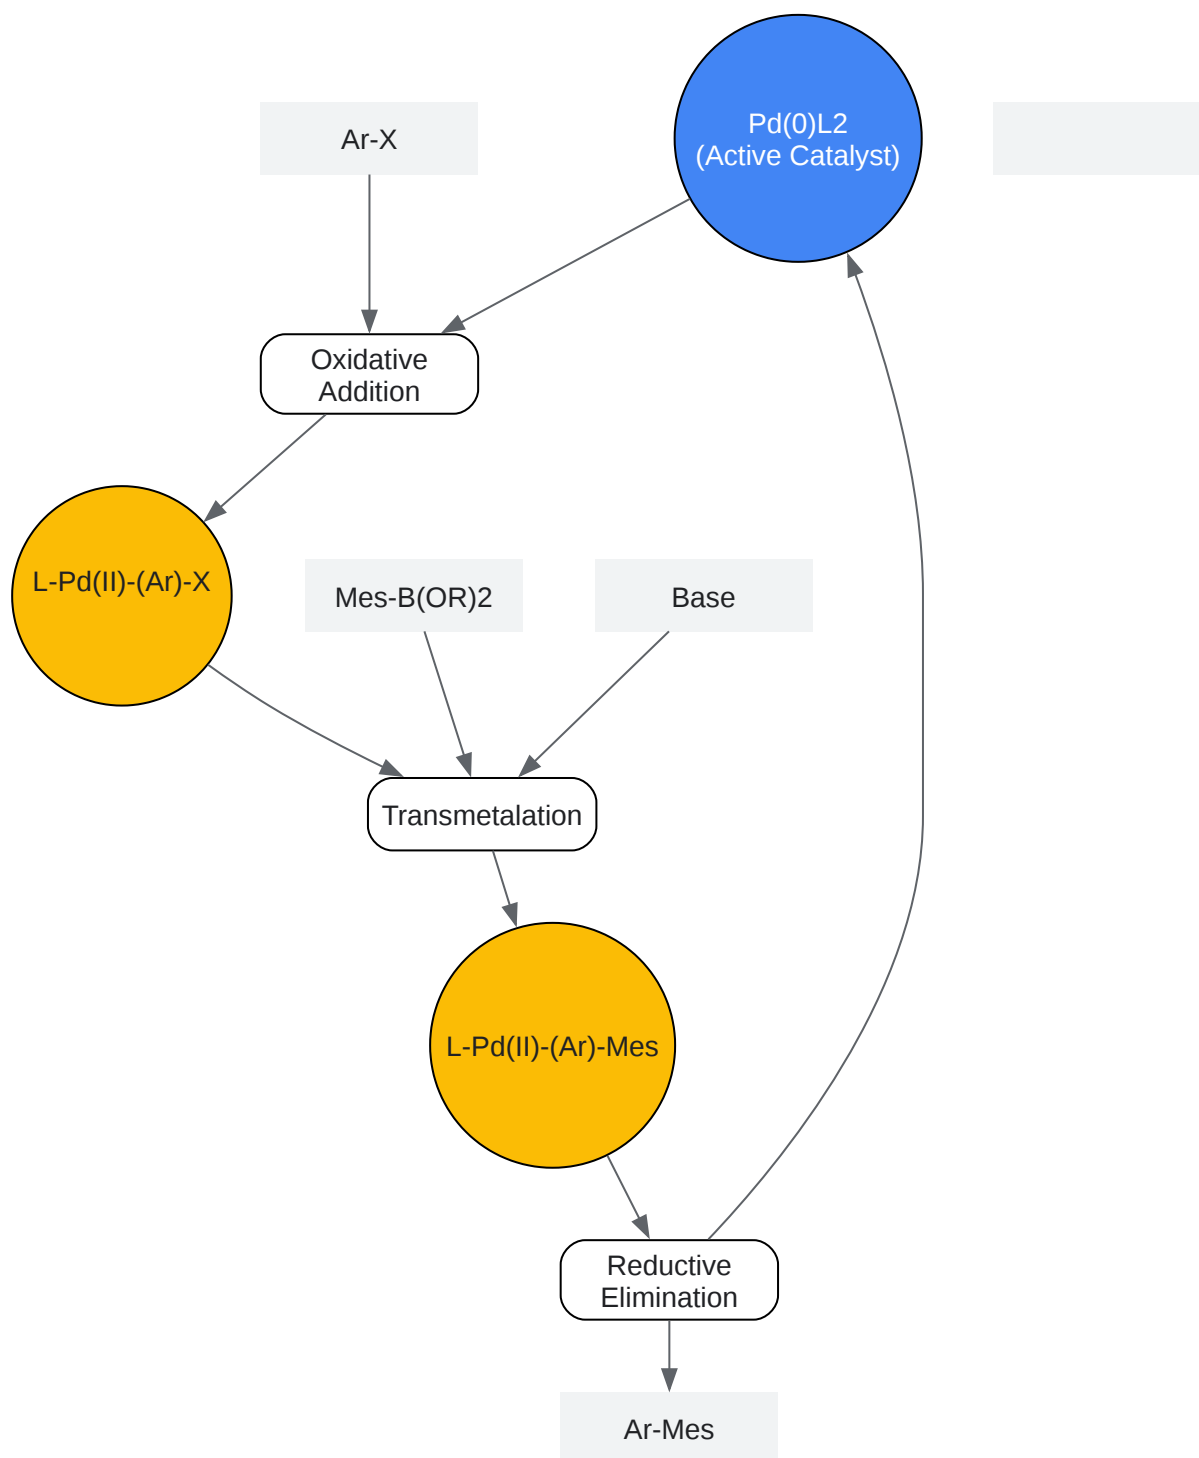 Ar-X
Pd(0)L2
(Active Catalyst)
Oxidative
Addition
L-Pd(II)-(Ar)-X
Mes-B(OR)2
Base
Transmetalation
L-Pd(II)-(Ar)-Mes
Reductive
Elimination
Ar-Mes